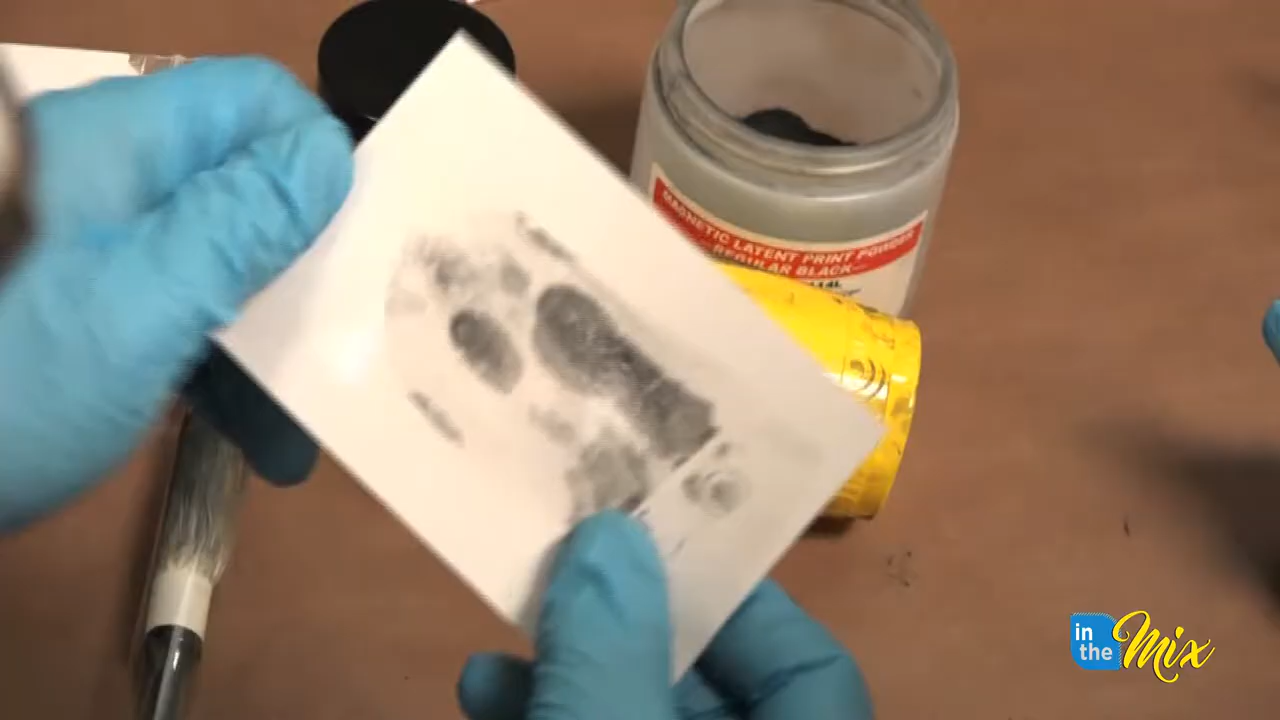 MAGNETIC LATENT PRINT POWDER
REGULAR BLACK
in
the
Mix